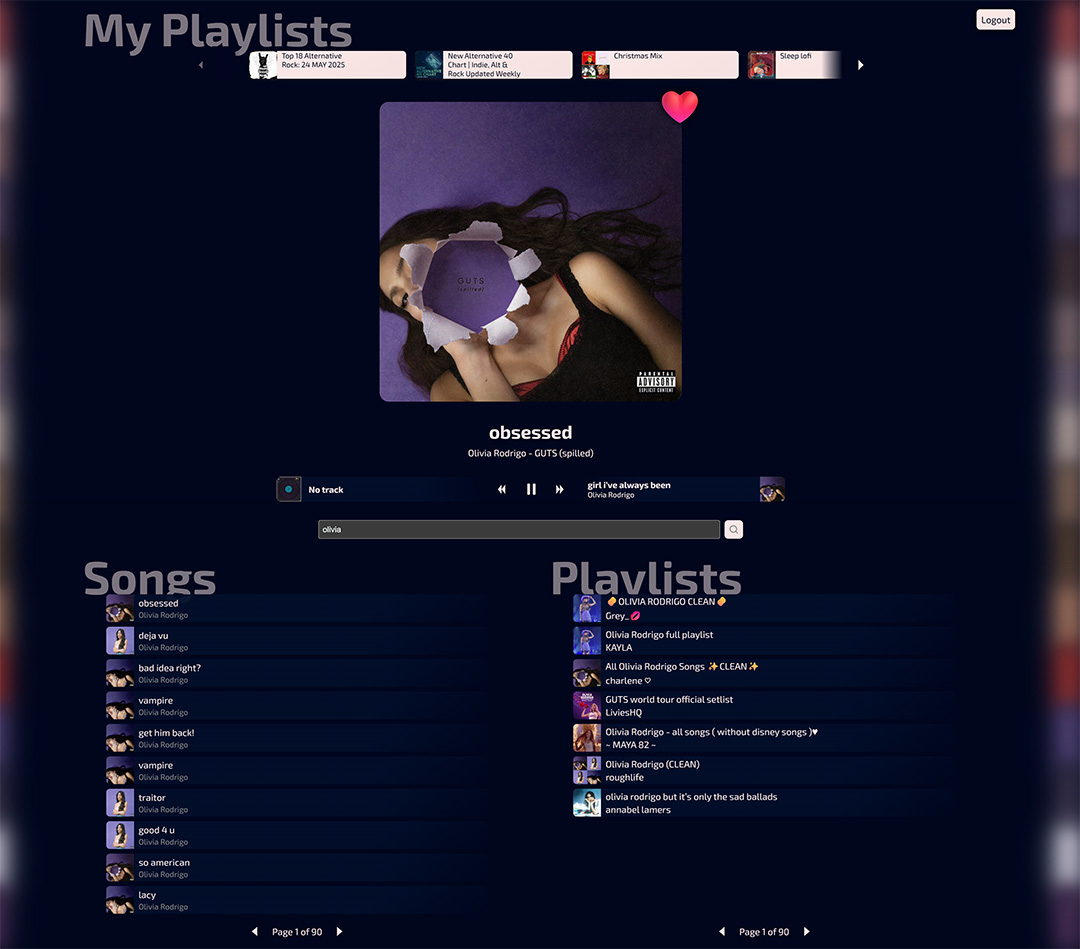 My Playlists
Logout
Top 18 Alternative
Rock: 24 MAY 2025
New Alternative 40
Chart | Indie, Alt &
Rock Updated Weekly
Christmas Mix
Sleep lofi
GUTS
(spilled)
PARENTAL
ADVISORY
EXPLICIT CONTENT
obsessed
Olivia Rodrigo - GUTS (spilled)
No track
girl i've always been
Olivia Rodrigo
olivia
Songs
obsessed
Olivia Rodrigo
deja vu
Olivia Rodrigo
bad idea right?
Olivia Rodrigo
vampire
Olivia Rodrigo
get him back!
Olivia Rodrigo
vampire
Olivia Rodrigo
traitor
Olivia Rodrigo
good 4 u
Olivia Rodrigo
so american
Olivia Rodrigo
lacy
Olivia Rodrigo
Page 1 of 90
Playlists
OLIVIA RODRIGO CLEAN
Grey_💋
Olivia Rodrigo full playlist
KAYLA
All Olivia Rodrigo Songs ✨CLEAN✨
charlene ♡
GUTS world tour official setlist
LiviesHQ
Olivia Rodrigo - all songs ( without disney songs )♥
~ MAYA 82 ~
Olivia Rodrigo (CLEAN)
roughlife
olivia rodrigo but it's only the sad ballads
annabel lamers
Page 1 of 90